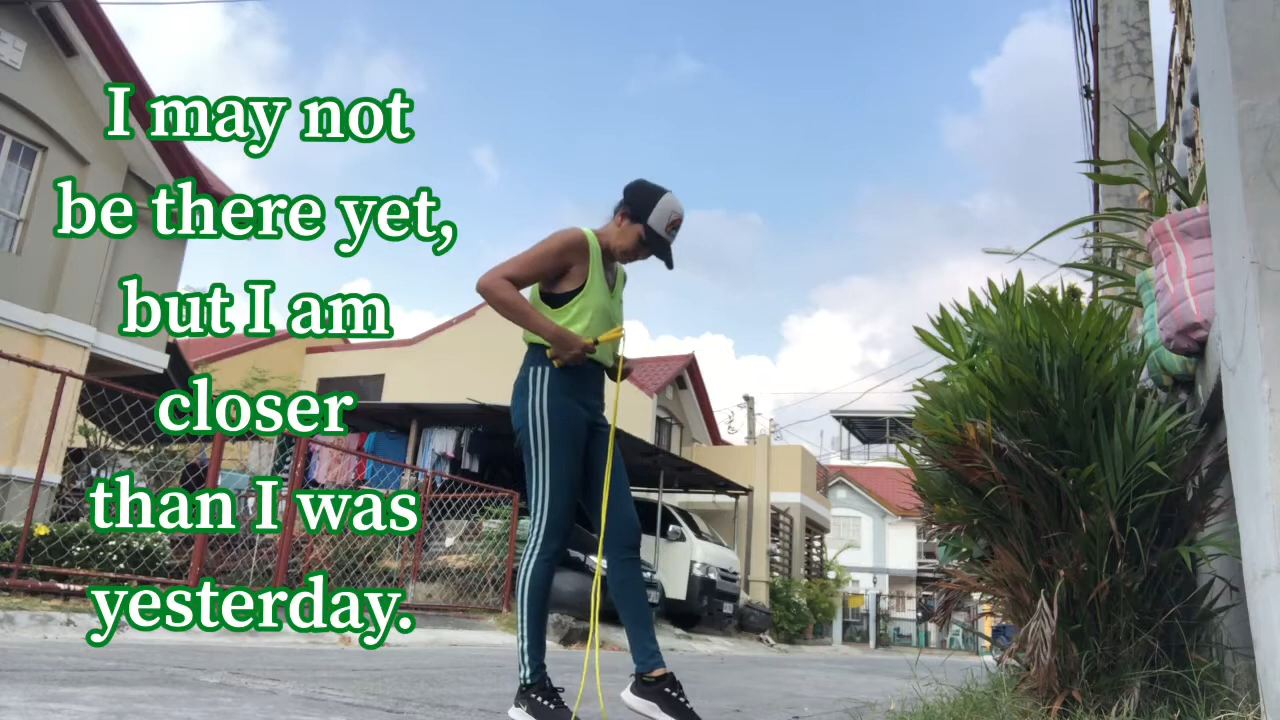 I may not
be there yet,
but I am
closer
than I was
yesterday.